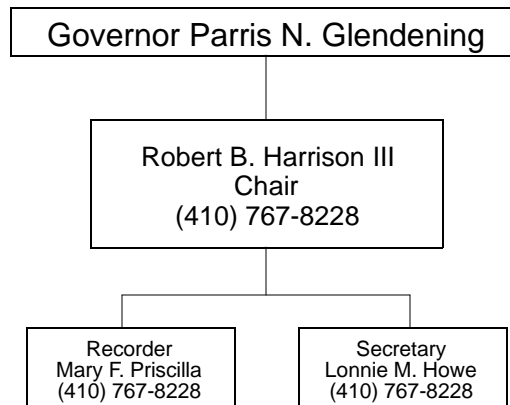 Governor Parris N. Glendening
Robert B. Harrison III
Chair
(410) 767-8228
Recorder
Mary F. Priscilla
(410) 767-8228
Secretary
Lonnie M. Howe
(410) 767-8228